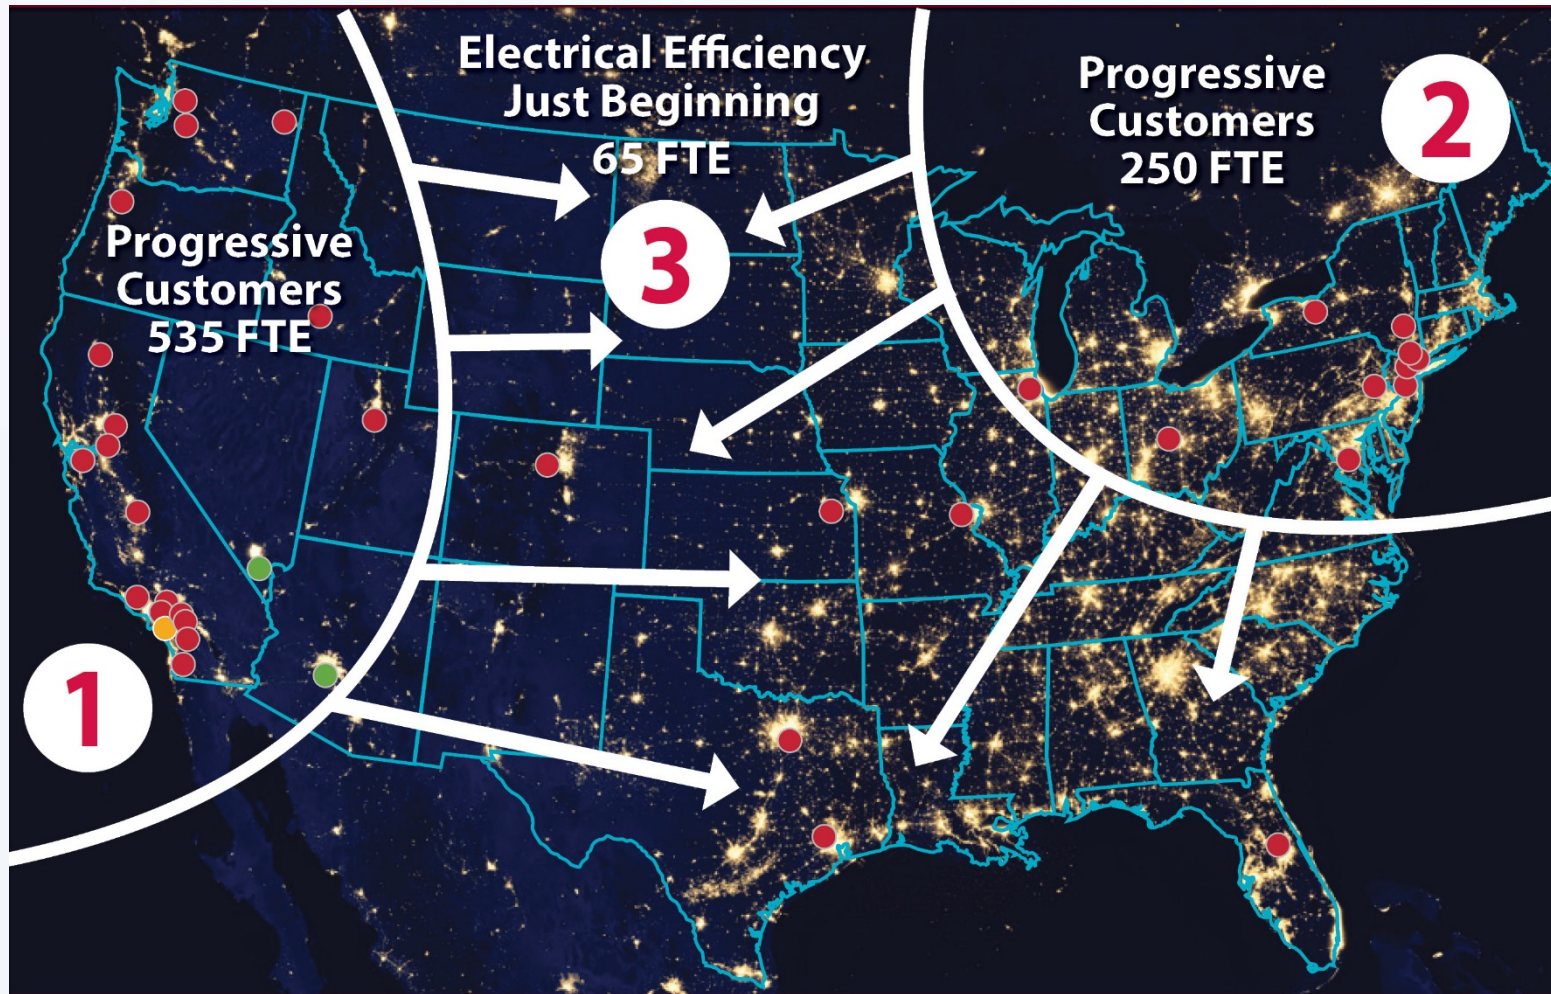 Electrical Efficiency
Just Beginning
65 FTE
3
Progressive
Customers
250 FTE
2
Progressive
Customers
535 FTE
1